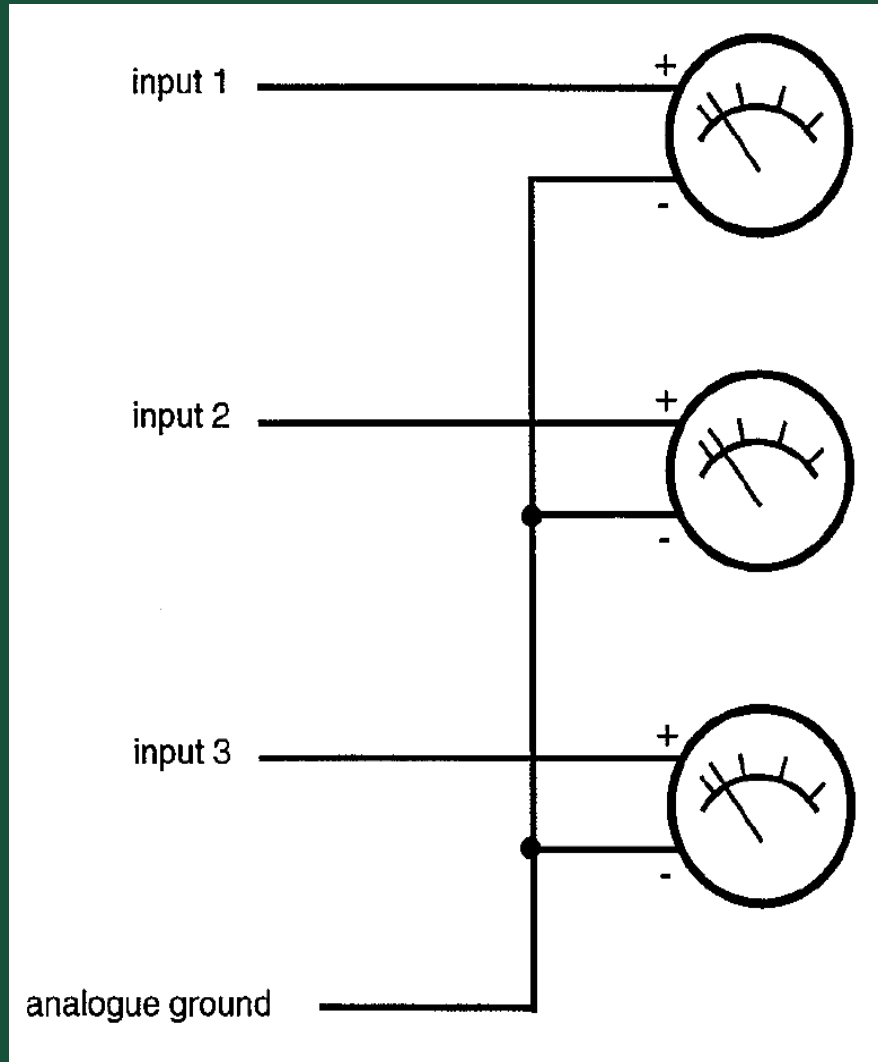 input 1
+
-
input 2
+
-
input 3
+
-
analogue ground